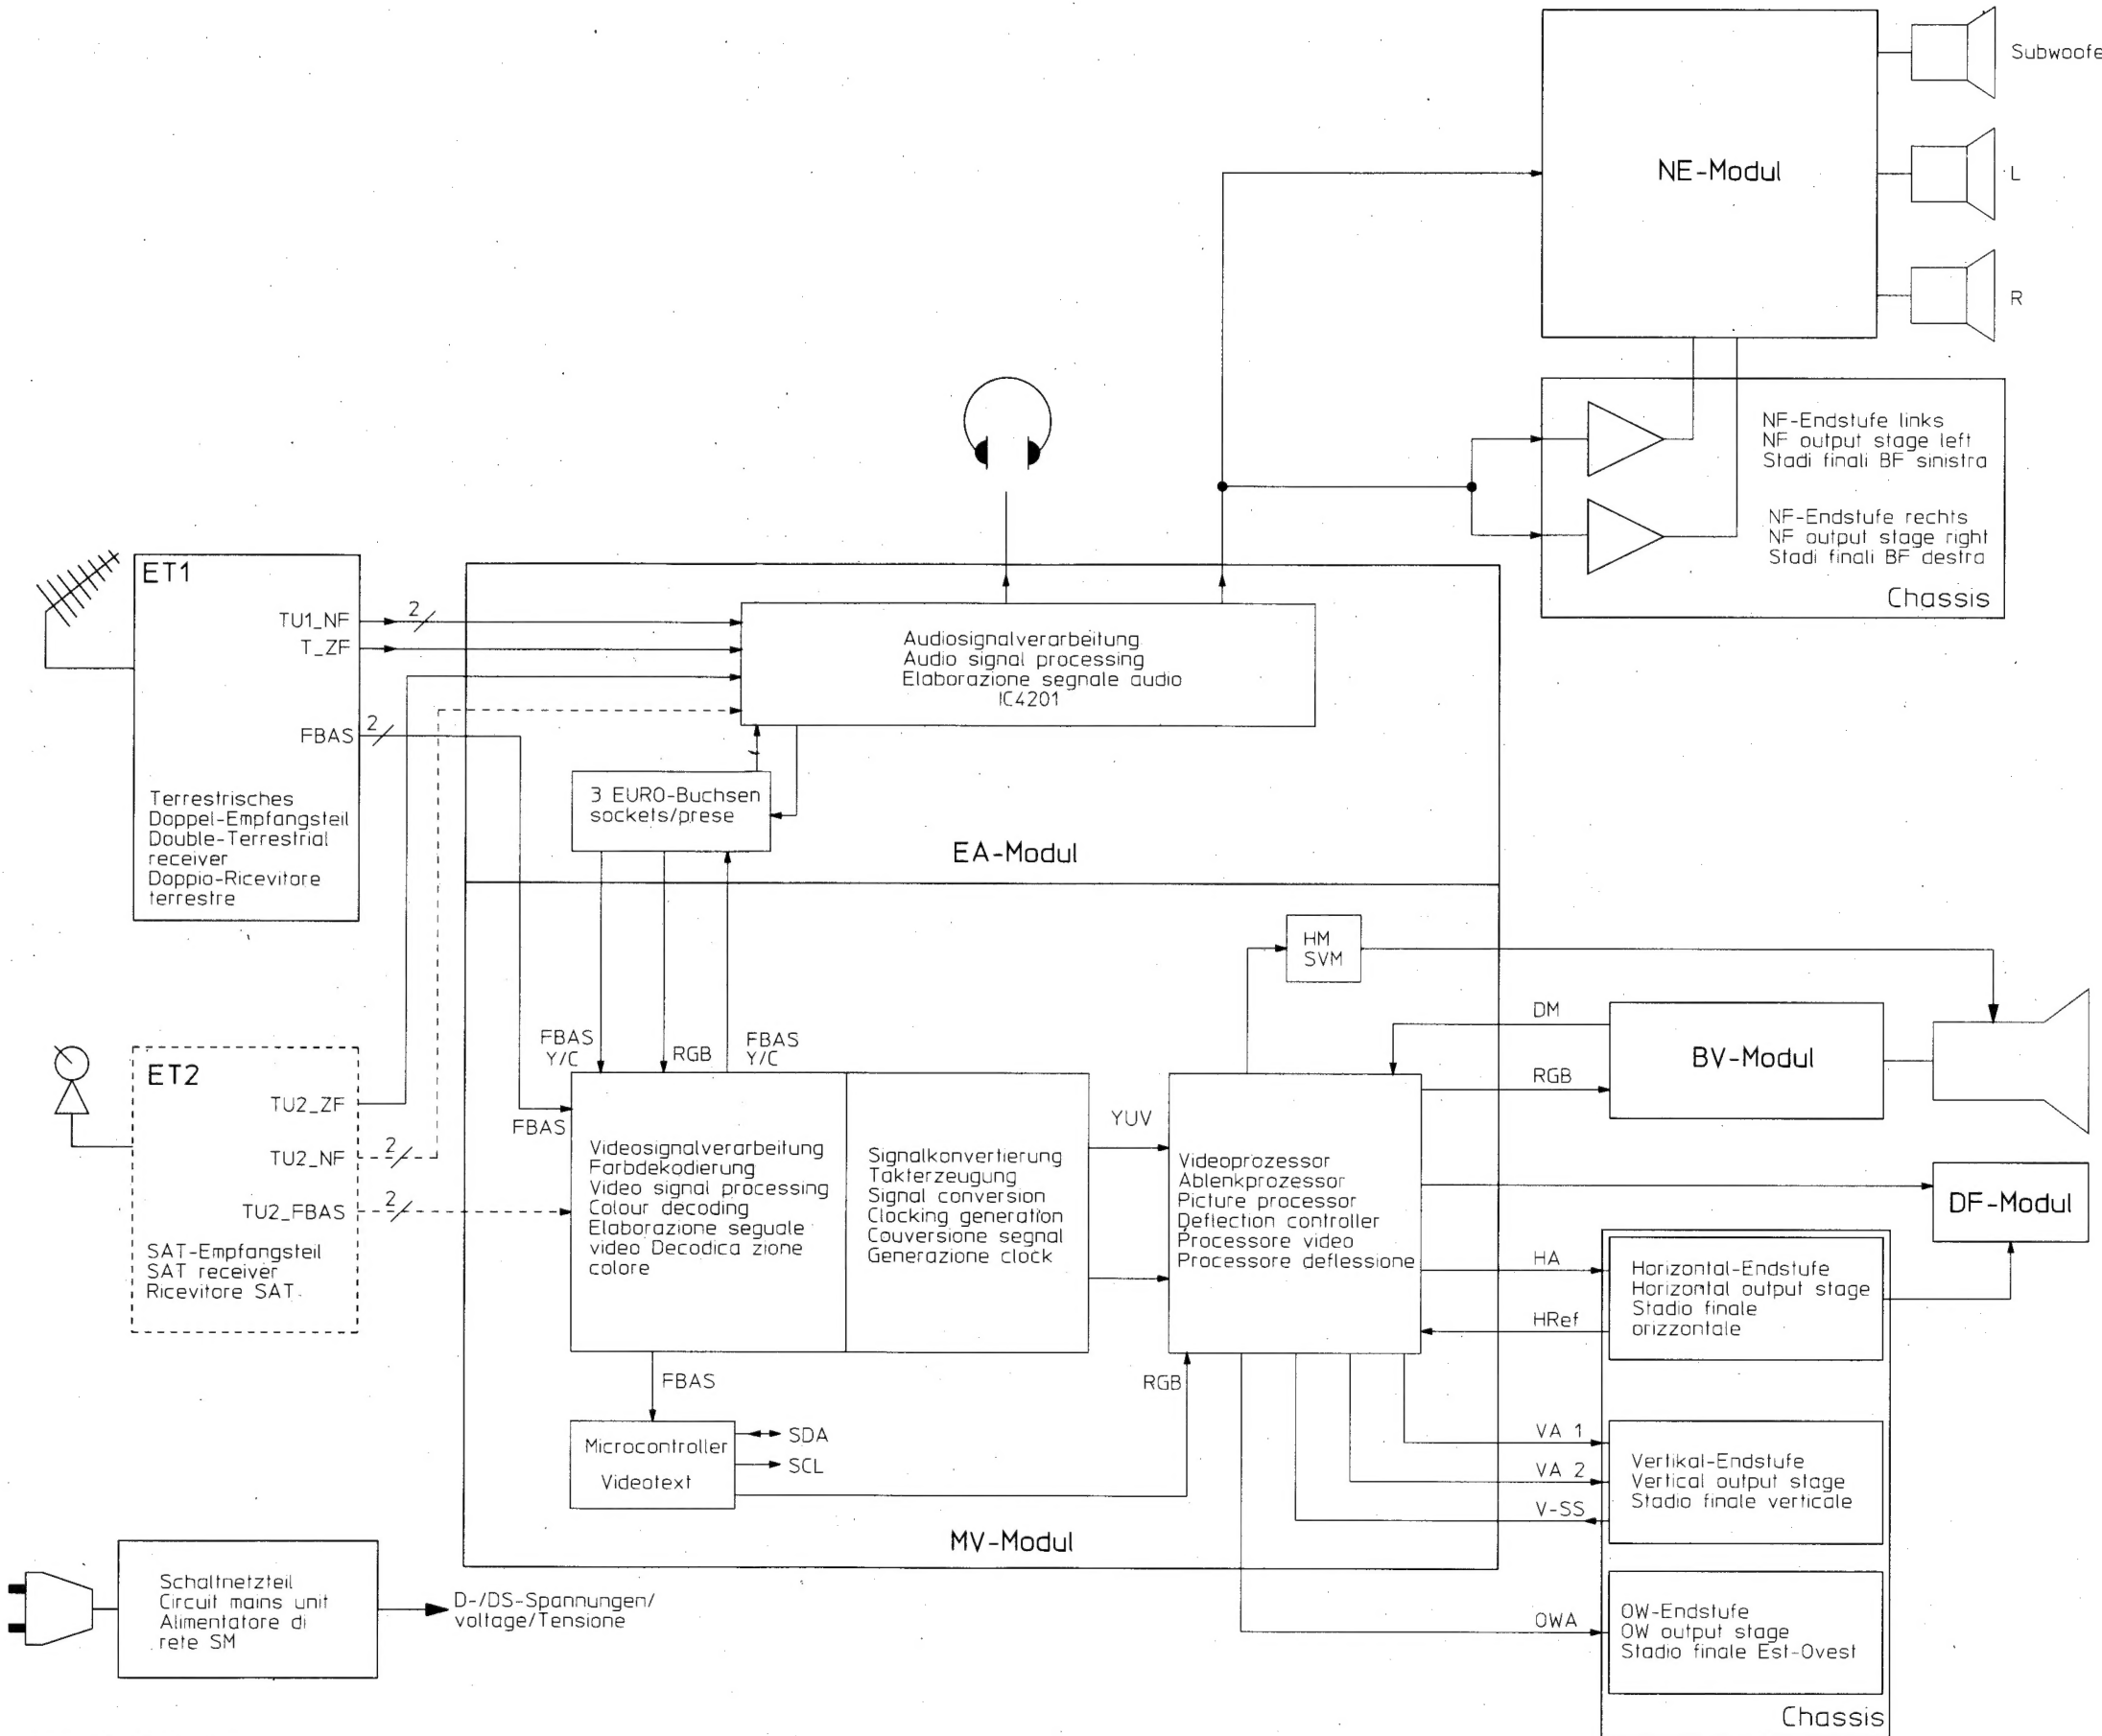 Subwoofe
NE-Modul
L
R
NF-Endstufe links
NF output stage left
Stadi finali BF sinistra
NF-Endstufe rechts
NF output stage right
Stadi finali BF destra
Chassis
ET1
TU1_NF
2
T_ZF
FBAS
2
Terrestrisches
Doppel-Empfangsteil
Double-Terrestrial
receiver
Doppio-Ricevitore
terrestre
Audiosignalverarbeitung
Audio signal processing
Elaborazione segnale audio
IC4201
3 EURO-Buchsen
sockets/prese
EA-Modul
HM
SVM
DM
RGB
BV-Modul
ET2
TU2_ZF
TU2_NF
2
TU2_FBAS
2
SAT-Empfangsteil
SAT receiver
Ricevitore SAT
FBAS
Y/C
RGB
FBAS
Y/C
FBAS
Videosignalverarbeitung
Farbdekodierung
Video signal processing
Colour decoding
Elaborazione seguale
video Decodica zione
colore
Signalkonvertierung
Takterzeugung
Signal conversion
Clocking generation
Couversione segnal
Generazione clock
YUV
Videoprozessor
Ablenkprozessor
Picture processor
Deflection controller
Processore video
Processore deflessione
DF-Modul
HA
HRef
Horizontal-Endstufe
Horizontal output stage
Stadio finale
orizzontale
FBAS
RGB
Microcontroller
Videotext
SDA
SCL
VA 1
VA 2
V-SS
Vertikal-Endstufe
Vertical output stage
Stadio finale verticale
MV-Modul
OWA
OW-Endstufe
OW output stage
Stadio finale Est-Ovest
Chassis
Schaltnetzteil
Circuit mains unit
Alimentatore di
rete SM
D-/DS-Spannungen/
voltage/Tensione